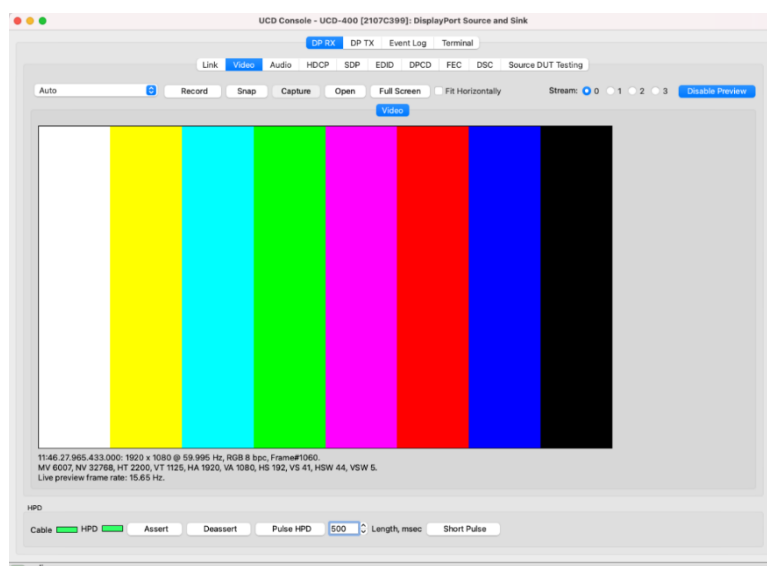 UCD Console - UCD-400 [2107C399]: DisplayPort Source and Sink
DP RX DP TX Event Log Terminal
Link Video Audio HDCP SDP EDID DPCD FEC DSC Source DUT Testing
Auto Record Snap Capture Open Full Screen Fit Horizontally Stream: 0 1 2 3 Disable Preview
Video
11:46.27.965.433.000: 1920 x 1080 @ 59.995 Hz, RGB 8 bpc, Frame#1060.
MV 6007, NV 32768, HT 2200, VT 1125, HA 1920, VA 1080, HS 192, VS 41, HSW 44, VSW 5.
Live preview frame rate: 15.65 Hz.
HPD
Cable HPD Assert Deassert Pulse HPD 500 Length, msec Short Pulse